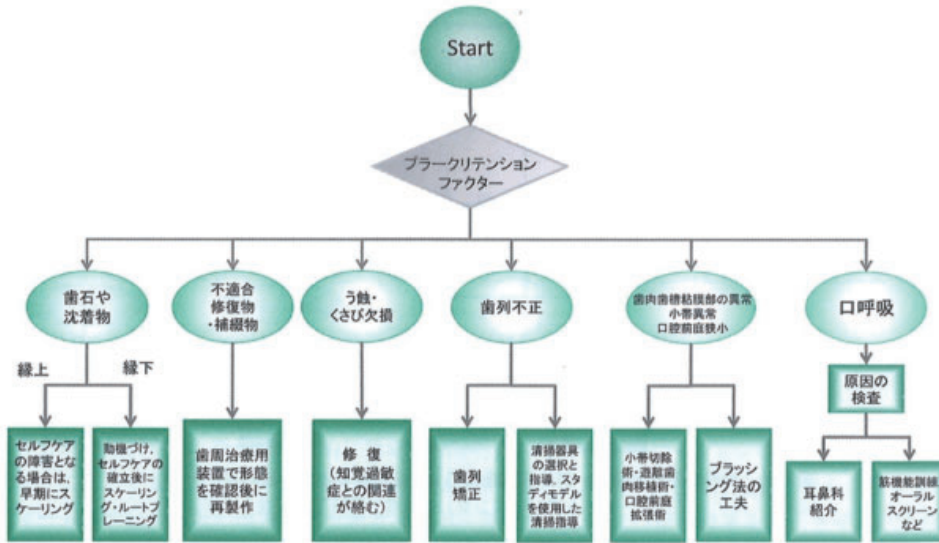 Start
プラークリテンション
ファクター
歯石や
沈着物
不適合
修復物
・補綴物
う蝕・
くさび欠損
歯列不正
歯肉歯槽粘膜部の異常
小帯異常
口腔前庭狭小
口呼吸
縁上
縁下
原因の
検査
セルフケア
の障害とな
る場合は、
早期にス
ケーリング
動機づけ、
セルフケアの
確立後に
スケーリン
グ・ルートプ
レーニング
歯周治療用
装置で形態
を確認後に
再製作
修復
(知覚過敏
症との関連
が絡む)
歯列
矯正
清掃器具
の選択と
指導、スタ
ディモデル
を使用した
清掃指導
小帯切除
術・遊離歯
肉移植術・
口腔前庭
拡張術
ブラッシ
ング法の
工夫
耳鼻科
紹介
筋機能訓練
オーラル
スクリーン
など